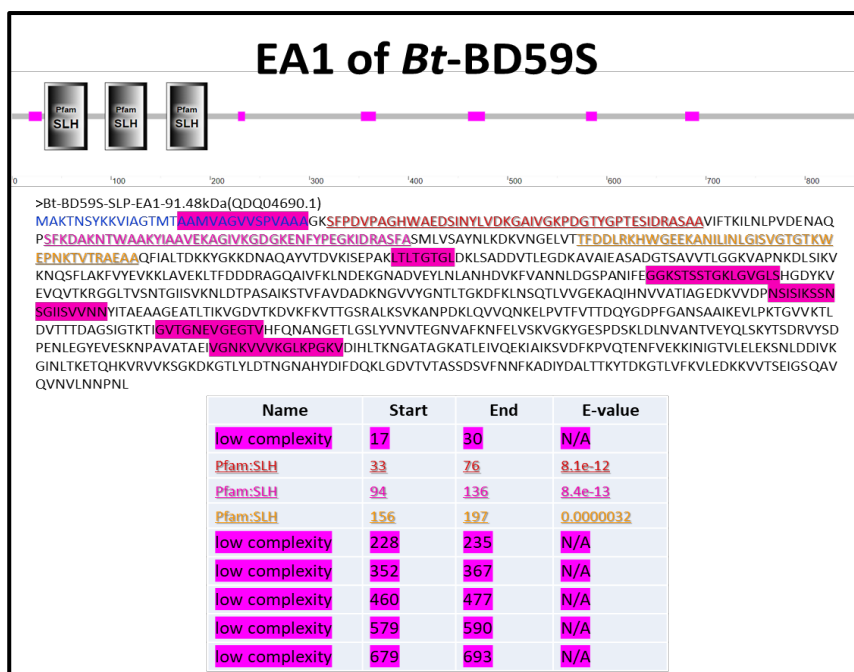 EA1 of Bt-BD59S
Pfam
SLH
Pfam
SLH
Pfam
SLH
0 100 200 300 400 500 600 700 800
>Bt-BD59S-SLP-EA1-91.48kDa(QDQ04690.1)
MAKTNSYKKVIAGTMTAAMVAGVVSPVAAAGKSFPDVPAGHWAEDSINYLVDKGAIVGKPDGTYGPTESIDRASAAVIFTKILNLPVDENAQ
PSFKDAKNTWAAKYIAAVEKAGIVKGDGKENFYPEGKIDRASFASMLVSAYNLKDKVNGELVTTFDDLRKHWGEEKANILINLGISVGTGTKW
EPNKTVTRAEAAQFIALTDKKYGKKDNAQAYVTDVKISEPAKLTLTGTGLDKLSADDVTLEGDKAVAIEASADGTSAVVTLGGKVAPNKDLSIKV
KNQSFLAKFVYEVKKLAVEKLTFDDDRAGQAIVFKLNDEKGNADVEYLNLANHDVKFVANNLDGSPANIFEGGKSTSSTGKLGVGLSHGDYKV
EVQVTKRGGLTVSNTGIISVKNLDTPASAIKSTVFAVDADKNGVVYGNTLTGKDFKLNSQTLVVGEKAQIHNVVATIAGEDKVVDPNSISIKSSN
SGIISVVNNYITAEAAGEATLTIKVGDVTKDVKFKVTTGSRALKSVKANPDKLQVVQNKELPVTFVTTDQYGDPFGANSAAIKEVLPKTGVVKTL
DVTTTDAGSIGTKTIGVTGNEVGEGTVHFQNANGETLGSLYVNVTEGNVAFKNFELVSKVGKYGESPDSKLDLNVANTVEYQLSKYTSDRVYSD
PENLEGYEVESKNPAVATAEIVGNKVVVKGLKPGKVDIHLTKNGATAGKATLEIVQEKIAIKSVDFKPVQTENFVEKKINIGTVLELEKSNLDDIVK
GINLTKETQHKVRVVKSGKDKGTLYLDTNGNAHYDIFDQKLGDVTVTASSDSVFNNFKADIYDALTTKYTDKGTLVFKVLEDKKVVTSEIGSQAV
QVNVLNNPNL
Name Start End E-value
low complexity 17 30 N/A
Pfam:SLH 33 76 8.1e-12
Pfam:SLH 94 136 8.4e-13
Pfam:SLH 156 197 0.0000032
low complexity 228 235 N/A
low complexity 352 367 N/A
low complexity 460 477 N/A
low complexity 579 590 N/A
low complexity 679 693 N/A